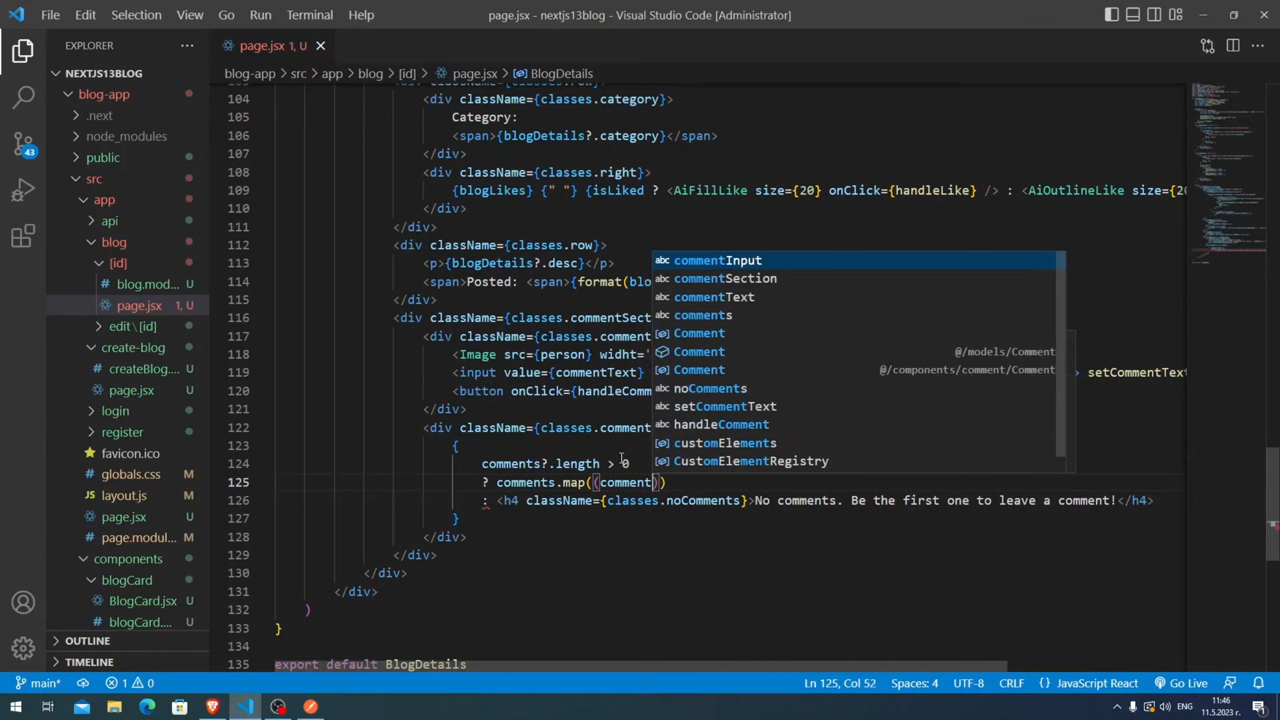 File Edit Selection View Go Run Terminal Help page.jsx - nextjs13blog - Visual Studio Code [Administrator]
EXPLORER
page.jsx 1, U
NEXTJS13BLOG
blog-app
.next
node_modules
public
src
app
api
blog
[id]
blog.mod... U
page.jsx 1, U
edit\[id]
create-blog
createBlog.... U
page.jsx U
login
register
favicon.ico
globals.css M
layout.js M
page.jsx U
page.modul... M
components
blogCard
BlogCard.jsx U
blogCard.... U
OUTLINE
TIMELINE
43
blog-app > src > app > blog > [id] > page.jsx > BlogDetails
104 <div className={classes.category}>
105 Category:
106 <span>{blogDetails?.category}</span>
107 </div>
108 <div className={classes.right}>
109 {blogLikes} {" "} {isLiked ? <AiFillLike size={20} onClick={handleLike} /> : <AiOutlineLike size={20
110 </div>
111 </div>
112 <div className={classes.row}>
113 <p>{blogDetails?.desc}</p>
114 <span>Posted: <span>{format(blo
115 </div>
116 <div className={classes.commentSect
117 <div className={classes.comment
118 <Image src={person} widht='
119 <input value={commentText} setCommentText
120 <button onClick={handleComm
121 </div>
122 <div className={classes.comment
123 {
124 comments?.length > 0
125 ? comments.map((comment))
126 : <h4 className={classes.noComments}>No comments. Be the first one to leave a comment!</h4>
127 }
128 </div>
129 </div>
130 </div>
131 </div>
132 )
133 }
134
135 export default BlogDetails
commentInput
commentSection
commentText
comments
Comment
Comment @/models/Comment
Comment @/components/comment/Comment
noComments
setCommentText
handleComment
customElements
CustomElementRegistry
main* 1 0 Ln 125, Col 52 Spaces: 4 UTF-8 CRLF JavaScript React Go Live Prettier
ENG 11:46
11.5.2023 г.